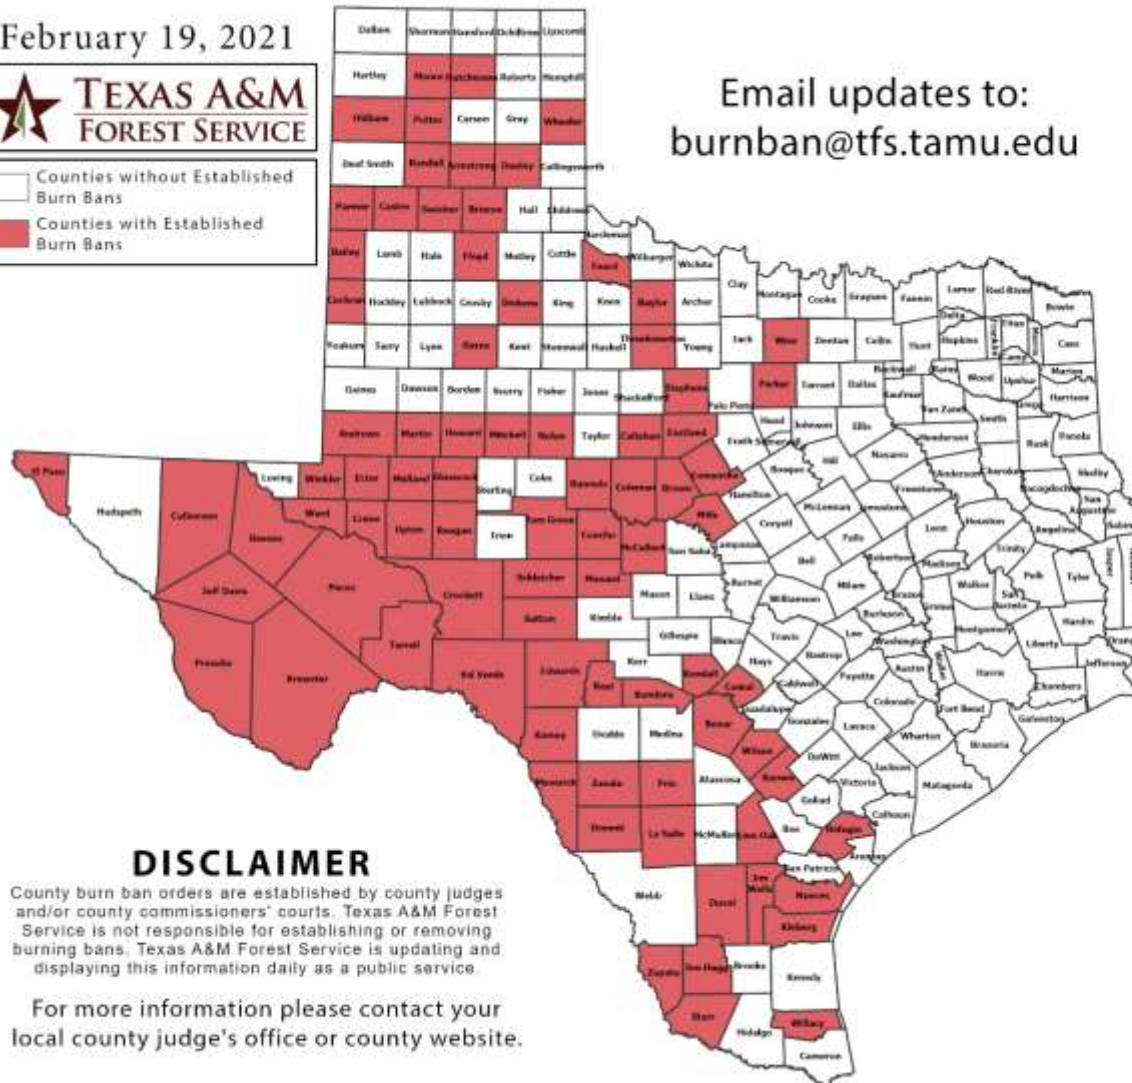 February 19, 2021
TEXAS A&M
FOREST SERVICE
Counties without Established
Burn Bans
Counties with Established
Burn Bans
Email updates to:
burnban@tfs.tamu.edu
Dallam Sherman Hansford Ochiltree Lipscomb
Hartley Moore Hutchinson Roberts Hemphill
Oldham Potter Carson Gray Wheeler
Deaf Smith Randall Armstrong Donley Collingsworth
Parmer Castro Swisher Briscoe Hall Childress
Hardeman
Bailey Lamb Hale Floyd Motley Cottle Foard Wilbarger Wichita
Clay Montague Cooke Grayson Fannin Lamar Red River Bowie
Cochran Hockley Lubbock Crosby Dickens King Knox Baylor Archer
Delta Titus Hopkins Cass
Yoakum Terry Lynn Garza Kent Stonewall Haskell Throckmorton Young Jack Wise Denton Collin Hunt
Rockwall Rains Wood Upshur Marion
Gaines Dawson Borden Scurry Fisher Jones Shackelford Stephens Palo Pinto Parker Tarrant Dallas Kaufman Van Zandt Harrison
Andrews Martin Howard Mitchell Nolan Taylor Callahan Eastland Erath Somervell Hood Johnson Ellis Henderson Smith Rusk Panola
El Paso Hudspeth Culberson Loving Winkler Ector Midland Glasscock Sterling Coke Runnels Coleman Brown Comanche Hamilton Bosque Hill Navarro Freestone Anderson Cherokee Nacogdoches Shelby
San Augustine
Reeves Ward Crane Upton Reagan Irion Tom Green Concho McCulloch San Saba Mills Lampasas Coryell McLennan Limestone Falls Leon Houston Angelina
Jeff Davis Pecos Crockett Schleicher Menard Mason Llano Burnet Bell Milam Robertson Madison Trinity Walker Polk Tyler Jasper
Presidio Brewster Terrell Sutton Kimble Gillespie Blanco Williamson Travis Burleson Brazos Grimes San Jacinto Montgomery Liberty Hardin
Val Verde Edwards Kerr Real Bandera Kendall Comal Hays Bastrop Lee Washington Austin Waller Harris Chambers Jefferson
Kinney Uvalde Medina Bexar Guadalupe Caldwell Fayette Colorado Fort Bend Galveston
Gonzales Lavaca Wharton Brazoria
Maverick Zavala Frio Atascosa Wilson Karnes DeWitt Victoria Jackson Matagorda
Dimmit La Salle McMullen Live Oak Bee Goliad Refugio Calhoun
Webb Duval Jim Wells San Patricio Aransas Nueces Kleberg
Zapata Jim Hogg Brooks Kenedy
Starr Hidalgo Willacy Cameron
DISCLAIMER
County burn ban orders are established by county judges
and/or county commissioners' courts. Texas A&M Forest
Service is not responsible for establishing or removing
burning bans. Texas A&M Forest Service is updating and
displaying this information daily as a public service.
For more information please contact your
local county judge's office or county website.